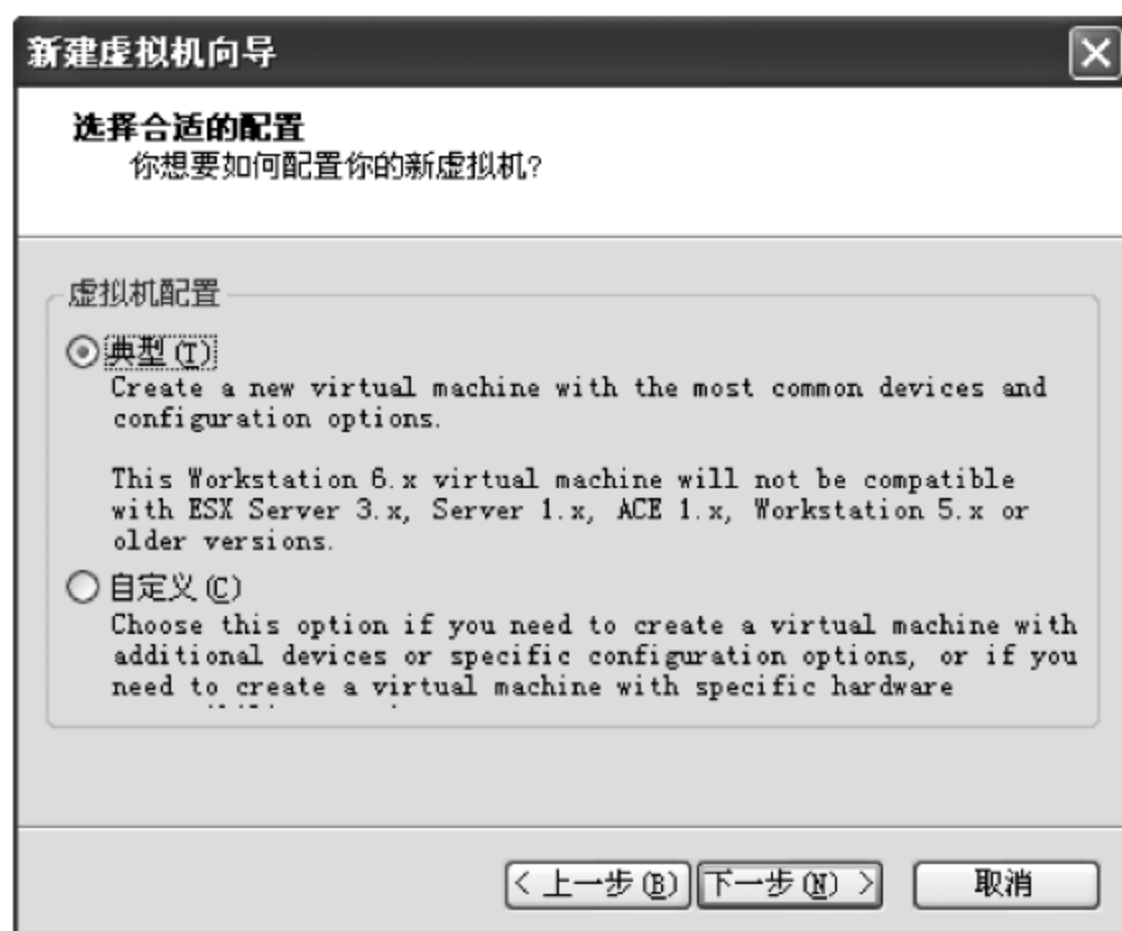 新建虚拟机向导
选择合适的配置
你想要如何配置你的新虚拟机?
虚拟机配置
典型(T)
Create a new virtual machine with the most common devices and
configuration options.
This Workstation 6.x virtual machine will not be compatible
with ESX Server 3.x, Server 1.x, ACE 1.x, Workstation 5.x or
older versions.
自定义(C)
Choose this option if you need to create a virtual machine with
additional devices or specific configuration options, or if you
need to create a virtual machine with specific hardware
< 上一步(B) 下一步(N) > 取消